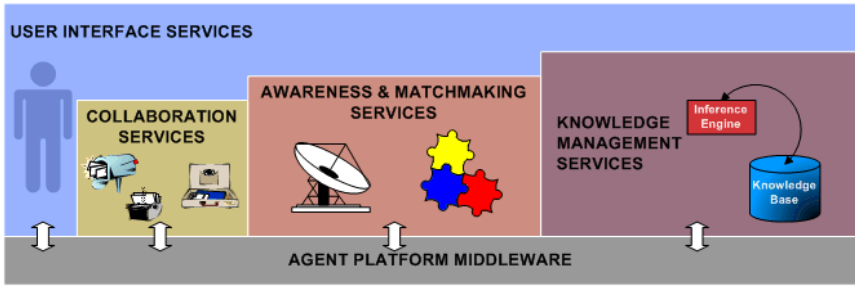 USER INTERFACE SERVICES
COLLABORATION
SERVICES
AWARENESS & MATCHMAKING
SERVICES
KNOWLEDGE
MANAGEMENT
SERVICES
Inference
Engine
Knowledge
Base
AGENT PLATFORM MIDDLEWARE